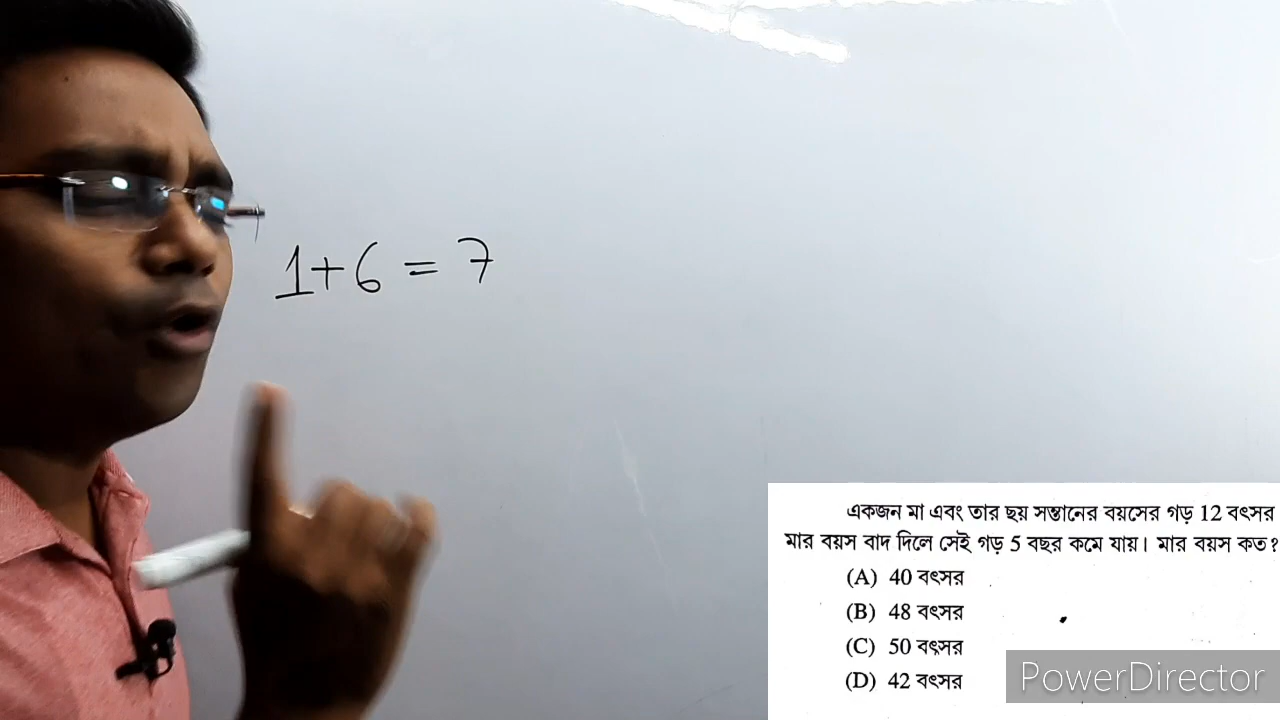 1+6 = 7
একজন মা এবং তার ছয় সন্তানের বয়সের গড় 12 বৎসর
মার বয়স বাদ দিলে সেই গড় 5 বছর কমে যায়। মার বয়স কত?
(A) 40 বৎসর
(B) 48 বৎসর
(C) 50 বৎসর
(D) 42 বৎসর
PowerDirector